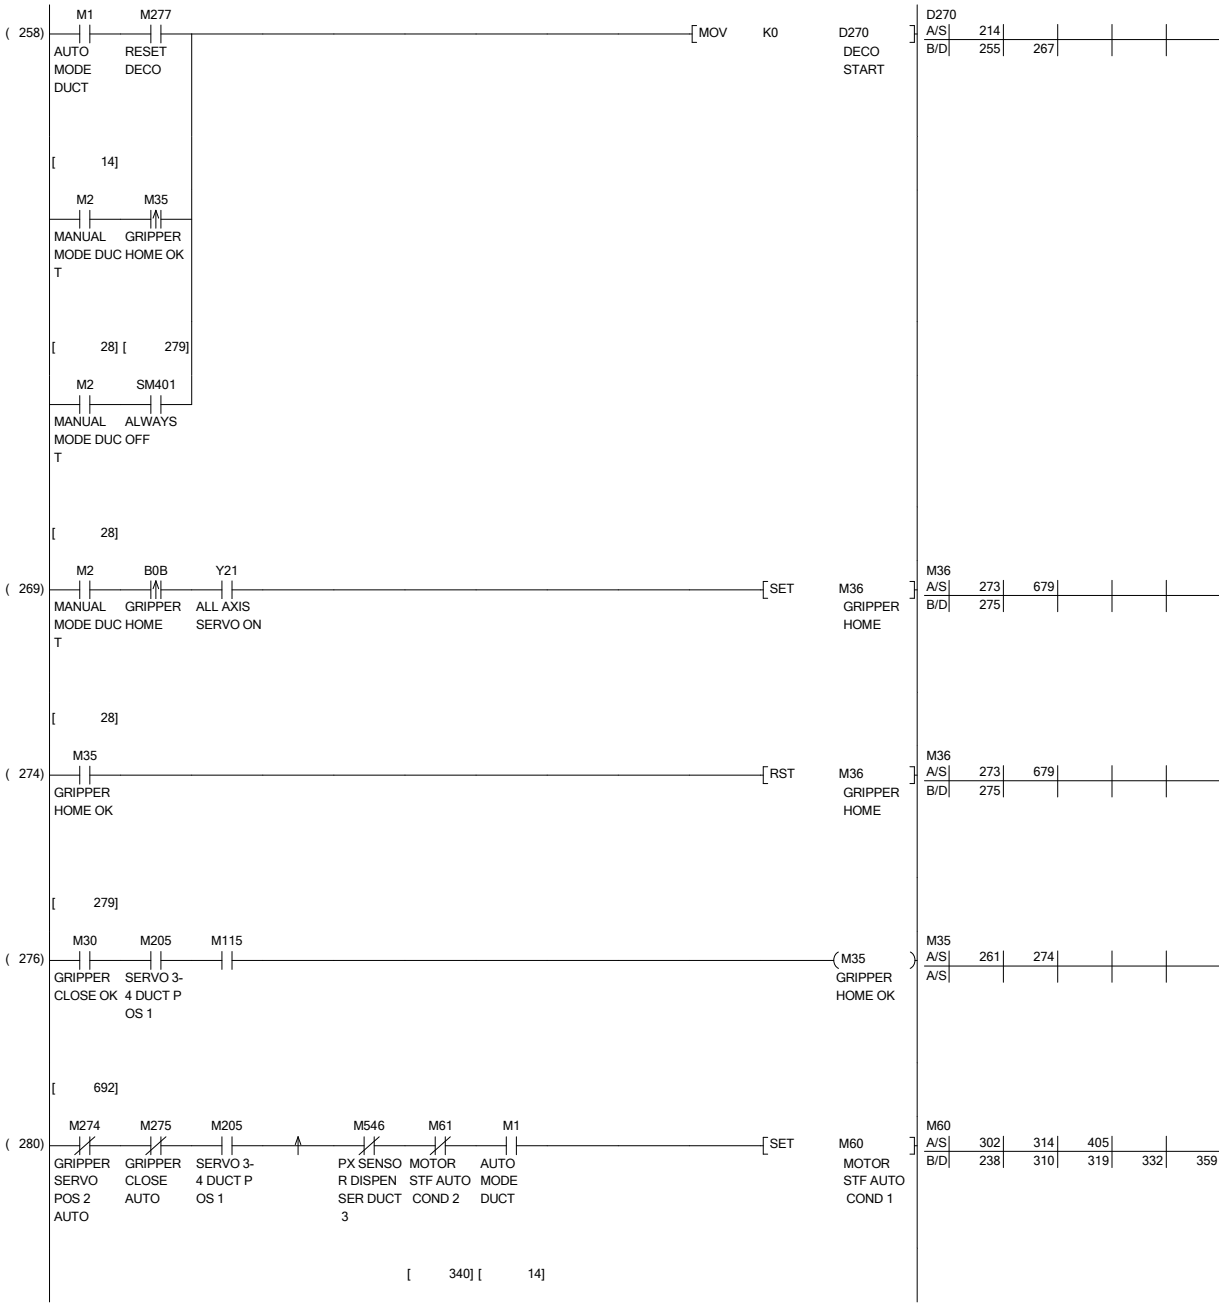 M1 M277 D270
( 258) [ MOV K0 D270 ] A/S 214
AUTO RESET DECO B/D 255 267
MODE DECO START
DUCT
[ 14]
M2 M35
MANUAL GRIPPER
MODE DUC HOME OK
T
[ 28] [ 279]
M2 SM401
MANUAL ALWAYS
MODE DUC OFF
T
[ 28]
M2 B0B Y21 M36
( 269) [ SET M36 ] A/S 273 679
MANUAL GRIPPER ALL AXIS GRIPPER B/D 275
MODE DUC HOME SERVO ON HOME
T
[ 28]
M35 M36
( 274) [ RST M36 ] A/S 273 679
GRIPPER GRIPPER B/D 275
HOME OK HOME
[ 279]
M30 M205 M115 M35
( 276) ( M35 ) A/S 261 274
GRIPPER SERVO 3- GRIPPER A/S
CLOSE OK 4 DUCT P HOME OK
OS 1
[ 692]
M274 M275 M205 M546 M61 M1 M60
( 280) [ SET M60 ] A/S 302 314 405
GRIPPER GRIPPER SERVO 3- PX SENSO MOTOR AUTO MOTOR B/D 238 310 319 332 359
SERVO CLOSE 4 DUCT P R DISPEN STF AUTO MODE STF AUTO
POS 2 AUTO OS 1 SER DUCT COND 2 DUCT COND 1
AUTO 3
[ 340] [ 14]